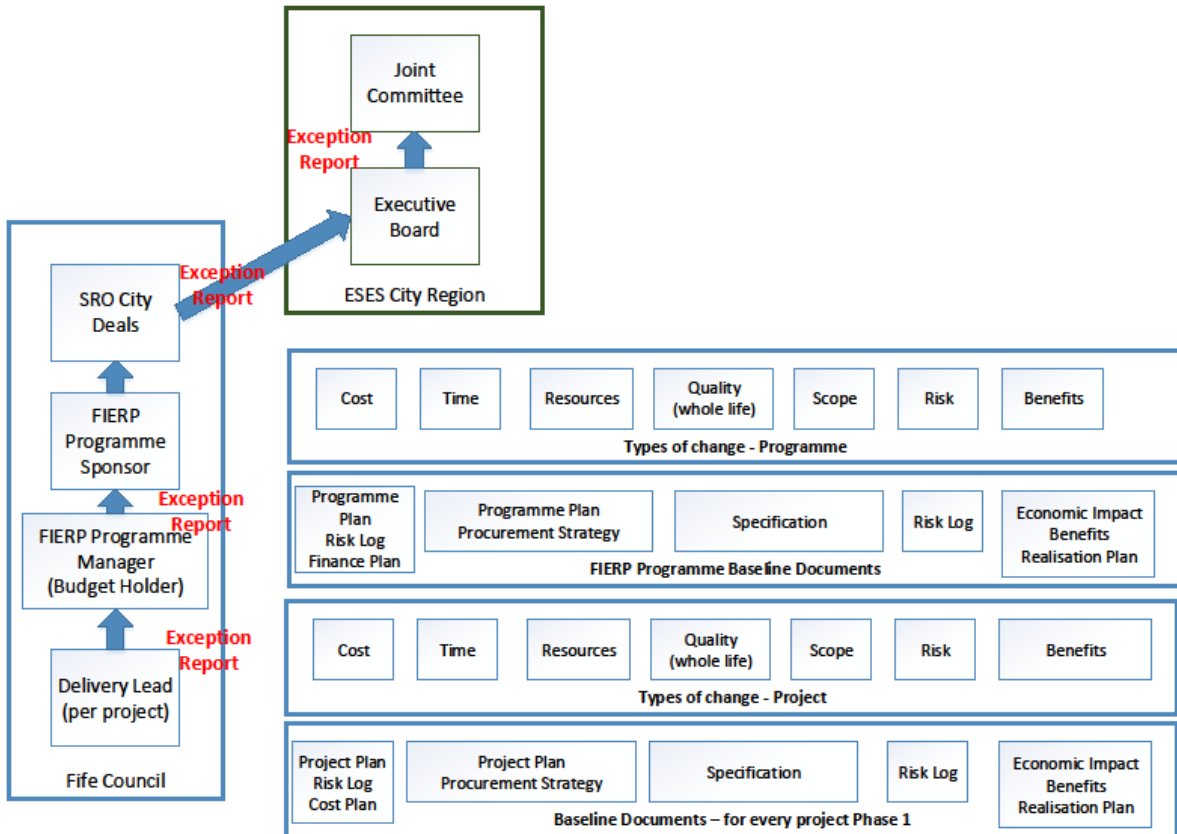 Joint
Committee
Exception
Report
Executive
Board
ESES City Region
SRO City
Deals
Exception
Report
FIERP
Programme
Sponsor
Exception
Report
FIERP Programme
Manager
(Budget Holder)
Exception
Report
Delivery Lead
(per project)
Fife Council
Cost
Time
Resources
Quality
(whole life)
Scope
Risk
Benefits
Types of change - Programme
Programme
Plan
Risk Log
Finance Plan
Programme Plan
Procurement Strategy
Specification
Risk Log
Economic Impact
Benefits
Realisation Plan
FIERP Programme Baseline Documents
Cost
Time
Resources
Quality
(whole life)
Scope
Risk
Benefits
Types of change - Project
Project Plan
Risk Log
Cost Plan
Project Plan
Procurement Strategy
Specification
Risk Log
Economic Impact
Benefits
Realisation Plan
Baseline Documents – for every project Phase 1